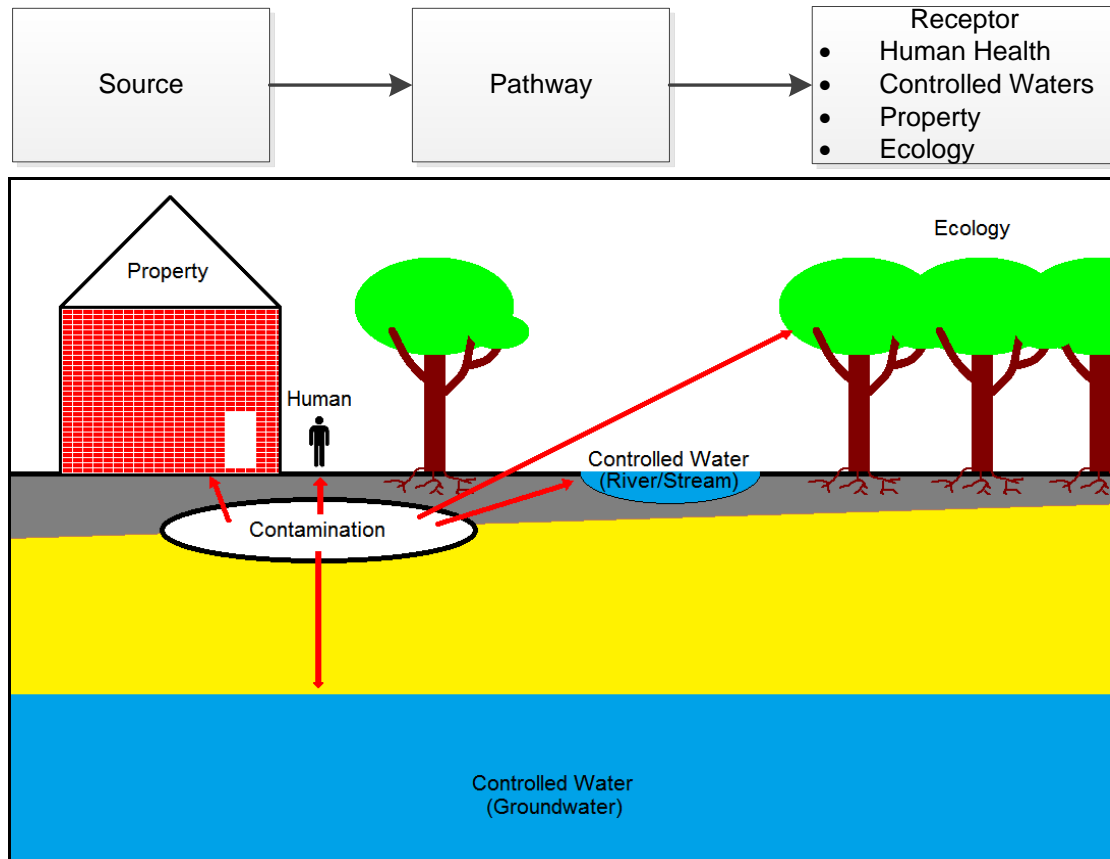 Source
Pathway
Receptor
• Human Health
• Controlled Waters
• Property
• Ecology
Ecology
Property
Human
Controlled Water
(River/Stream)
Contamination
Controlled Water
(Groundwater)